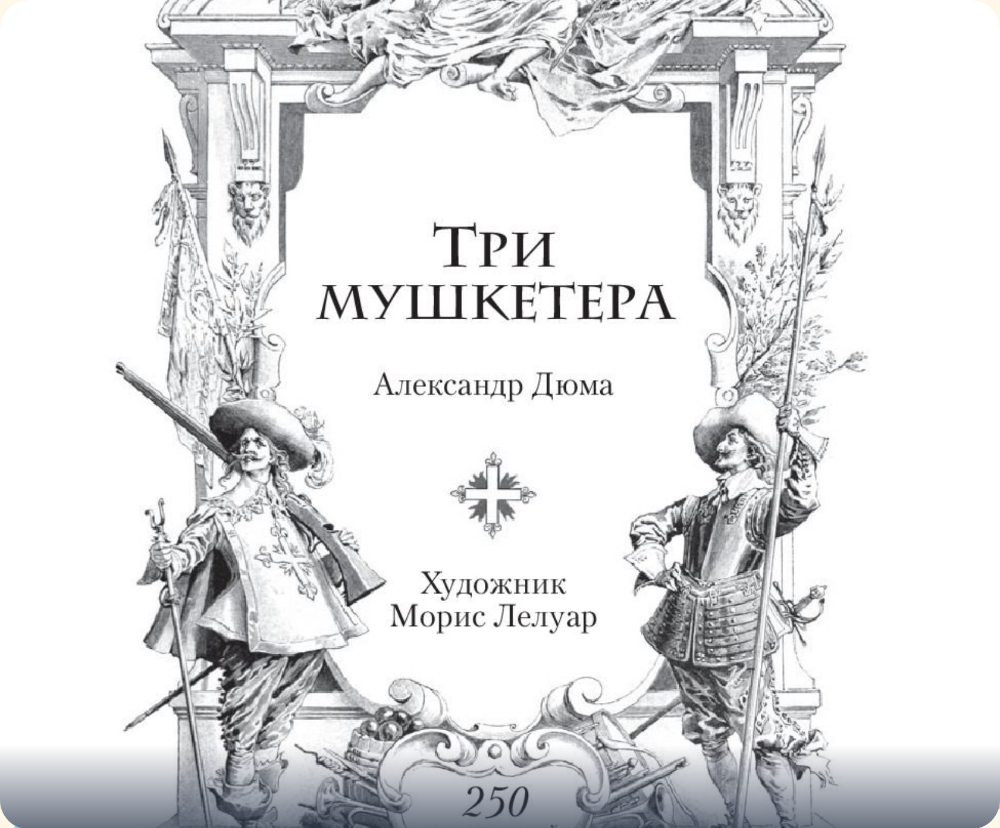 Три
мушкетера
Александр Дюма
Художник
Морис Лелуар
250